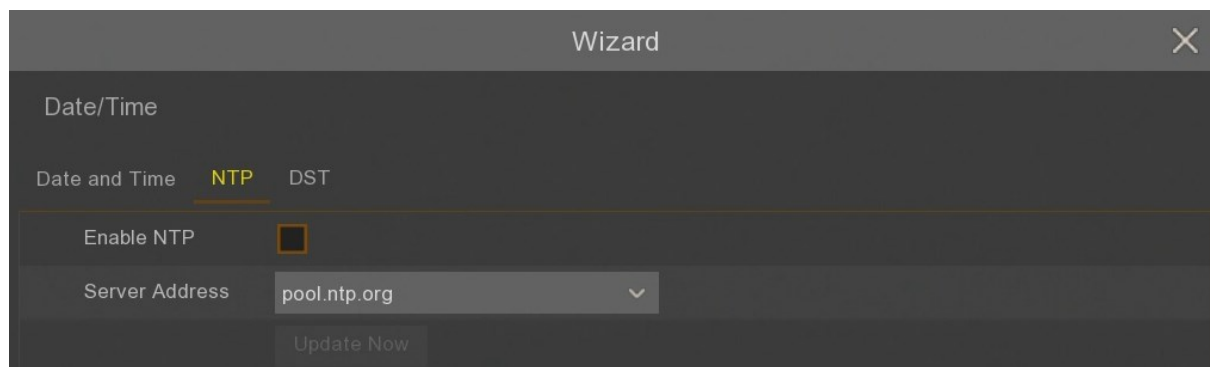 Wizard
Date/Time
Date and Time NTP DST
Enable NTP
Server Address pool.ntp.org
Update Now